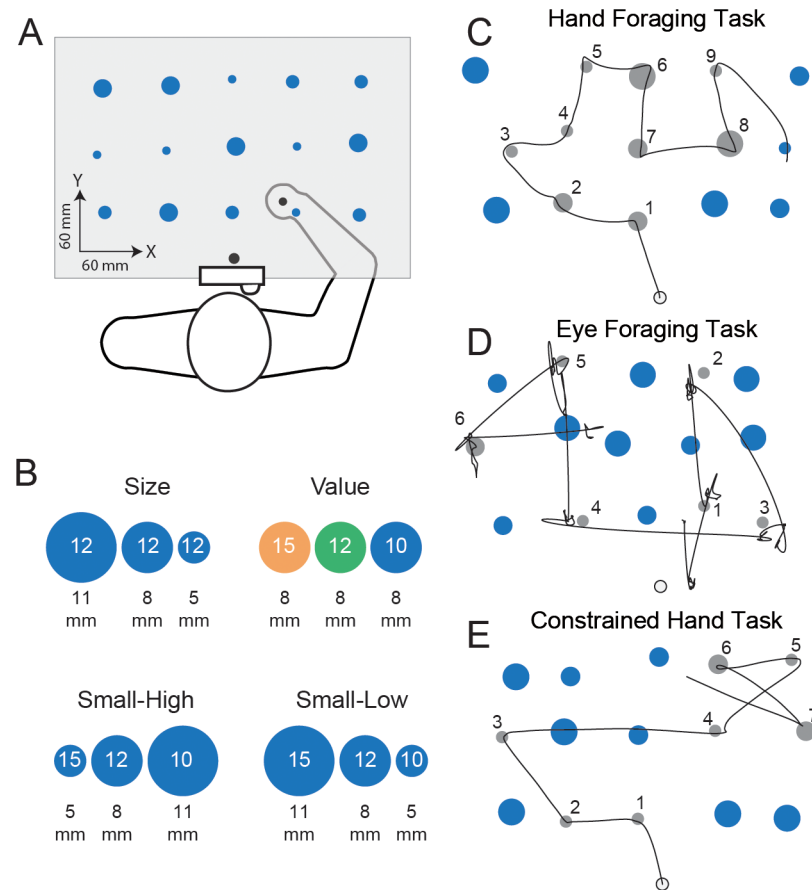 A
Y
60 mm
X
60 mm
B
Size
12 12 12
11 mm
8 mm
5 mm
Value
15 12 10
8 mm
8 mm
8 mm
Small-High
15 12 10
5 mm
8 mm
11 mm
Small-Low
15 12 10
11 mm
8 mm
5 mm
C
Hand Foraging Task
5
6
9
4
3
7
8
2
1
D
Eye Foraging Task
5
2
6
4
1
3
E
Constrained Hand Task
6
5
3
4
2
1